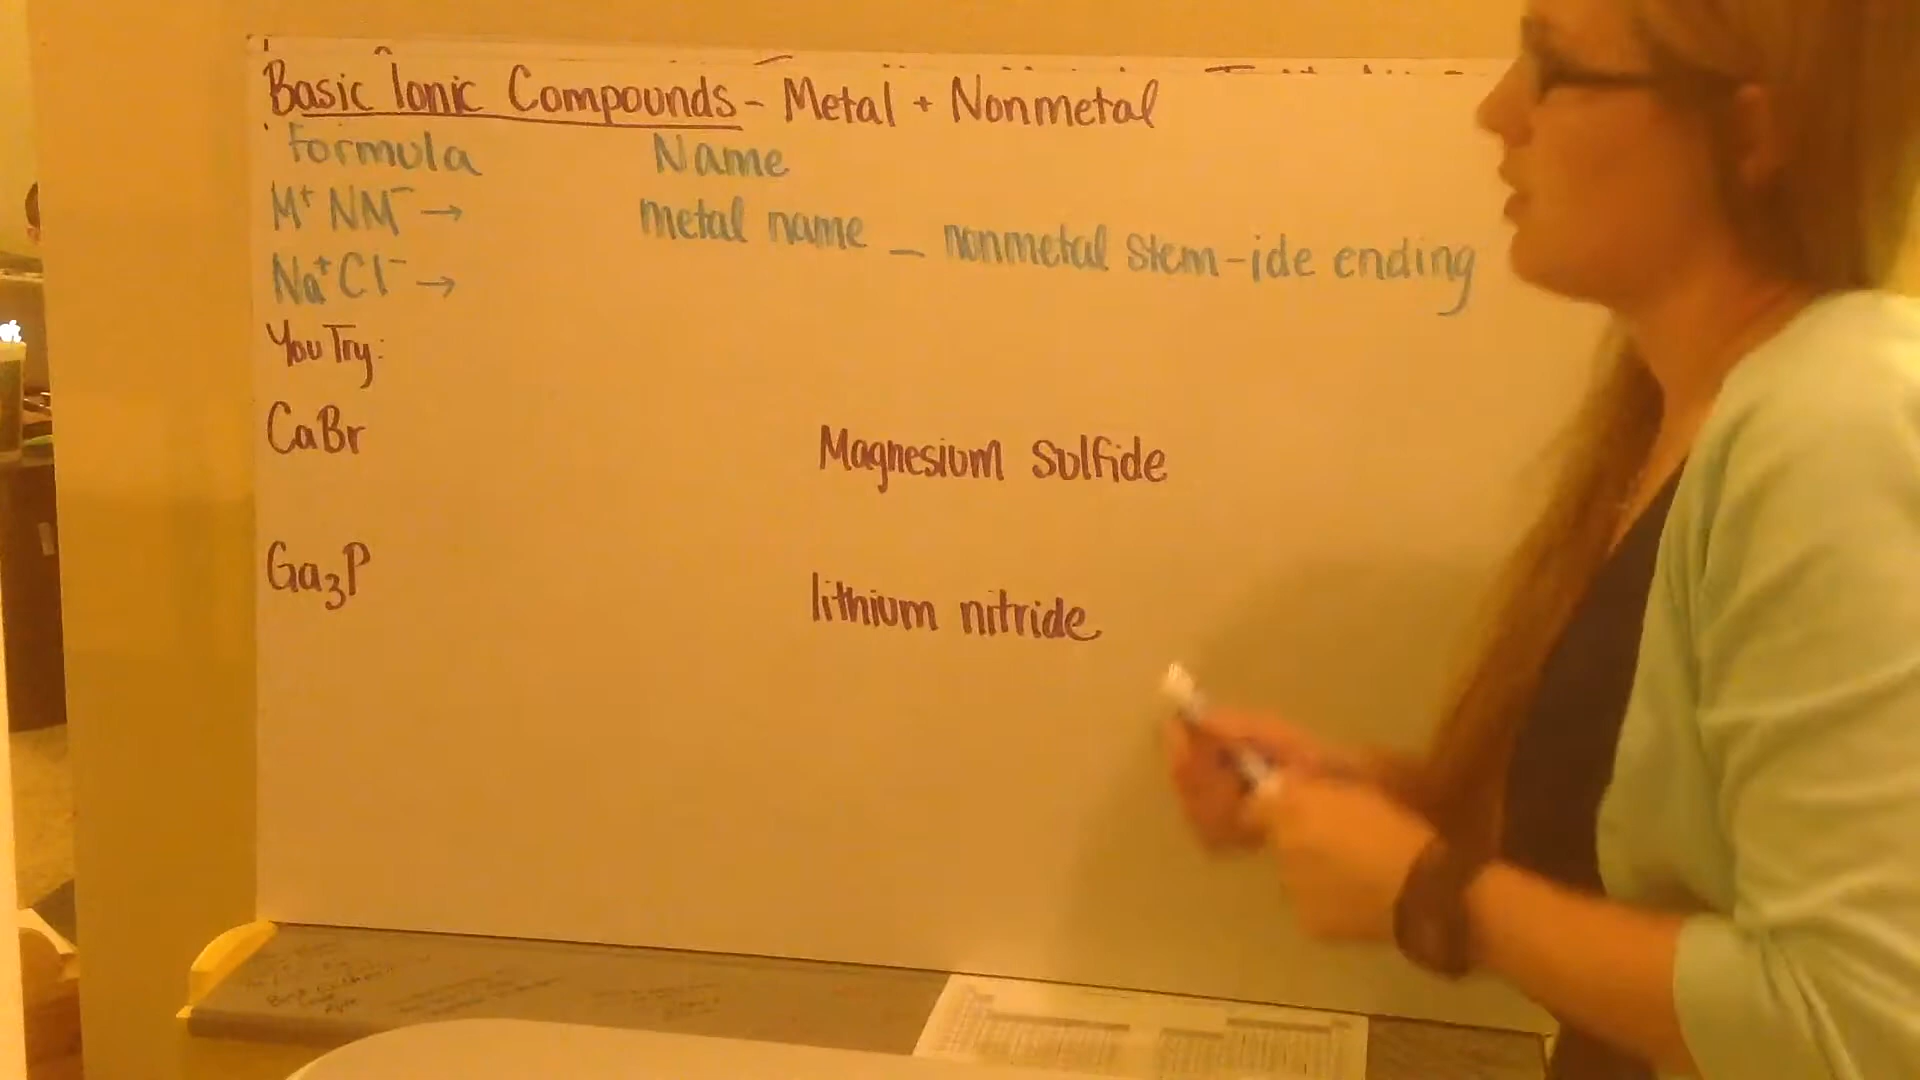 Basic Ionic Compounds - Metal + Nonmetal
Formula Name
M⁺ NM⁻ → metal name _ nonmetal stem-ide ending
Na⁺Cl⁻ →
You Try:
CaBr Magnesium sulfide
Ga₃P lithium nitride